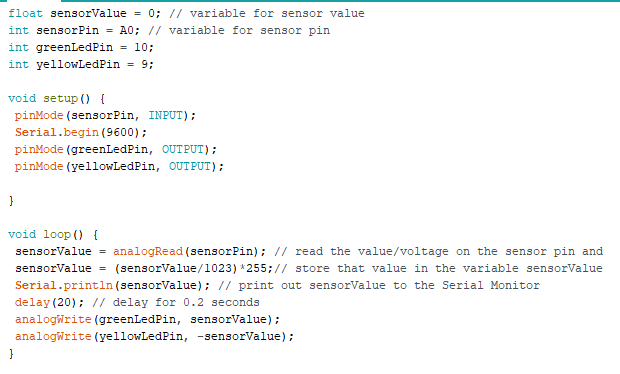 float sensorValue = 0; // variable for sensor value
int sensorPin = A0; // variable for sensor pin
int greenLedPin = 10;
int yellowLedPin = 9;

void setup() {
 pinMode(sensorPin, INPUT);
 Serial.begin(9600);
 pinMode(greenLedPin, OUTPUT);
 pinMode(yellowLedPin, OUTPUT);

}

void loop() {
 sensorValue = analogRead(sensorPin); // read the value/voltage on the sensor pin and
 sensorValue = (sensorValue/1023)*255;// store that value in the variable sensorValue
 Serial.println(sensorValue); // print out sensorValue to the Serial Monitor
 delay(20); // delay for 0.2 seconds
 analogWrite(greenLedPin, sensorValue);
 analogWrite(yellowLedPin, -sensorValue);
}